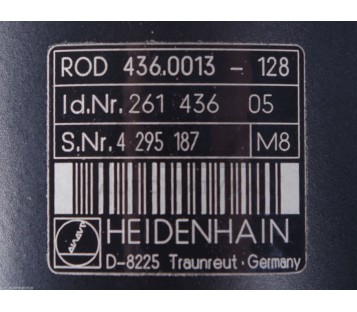 ROD 436.0013 - 128
Id.Nr. 261 436 05
S.Nr. 4 295 187 M8
HEIDENHAIN
D-8225 Traunreut · Germany